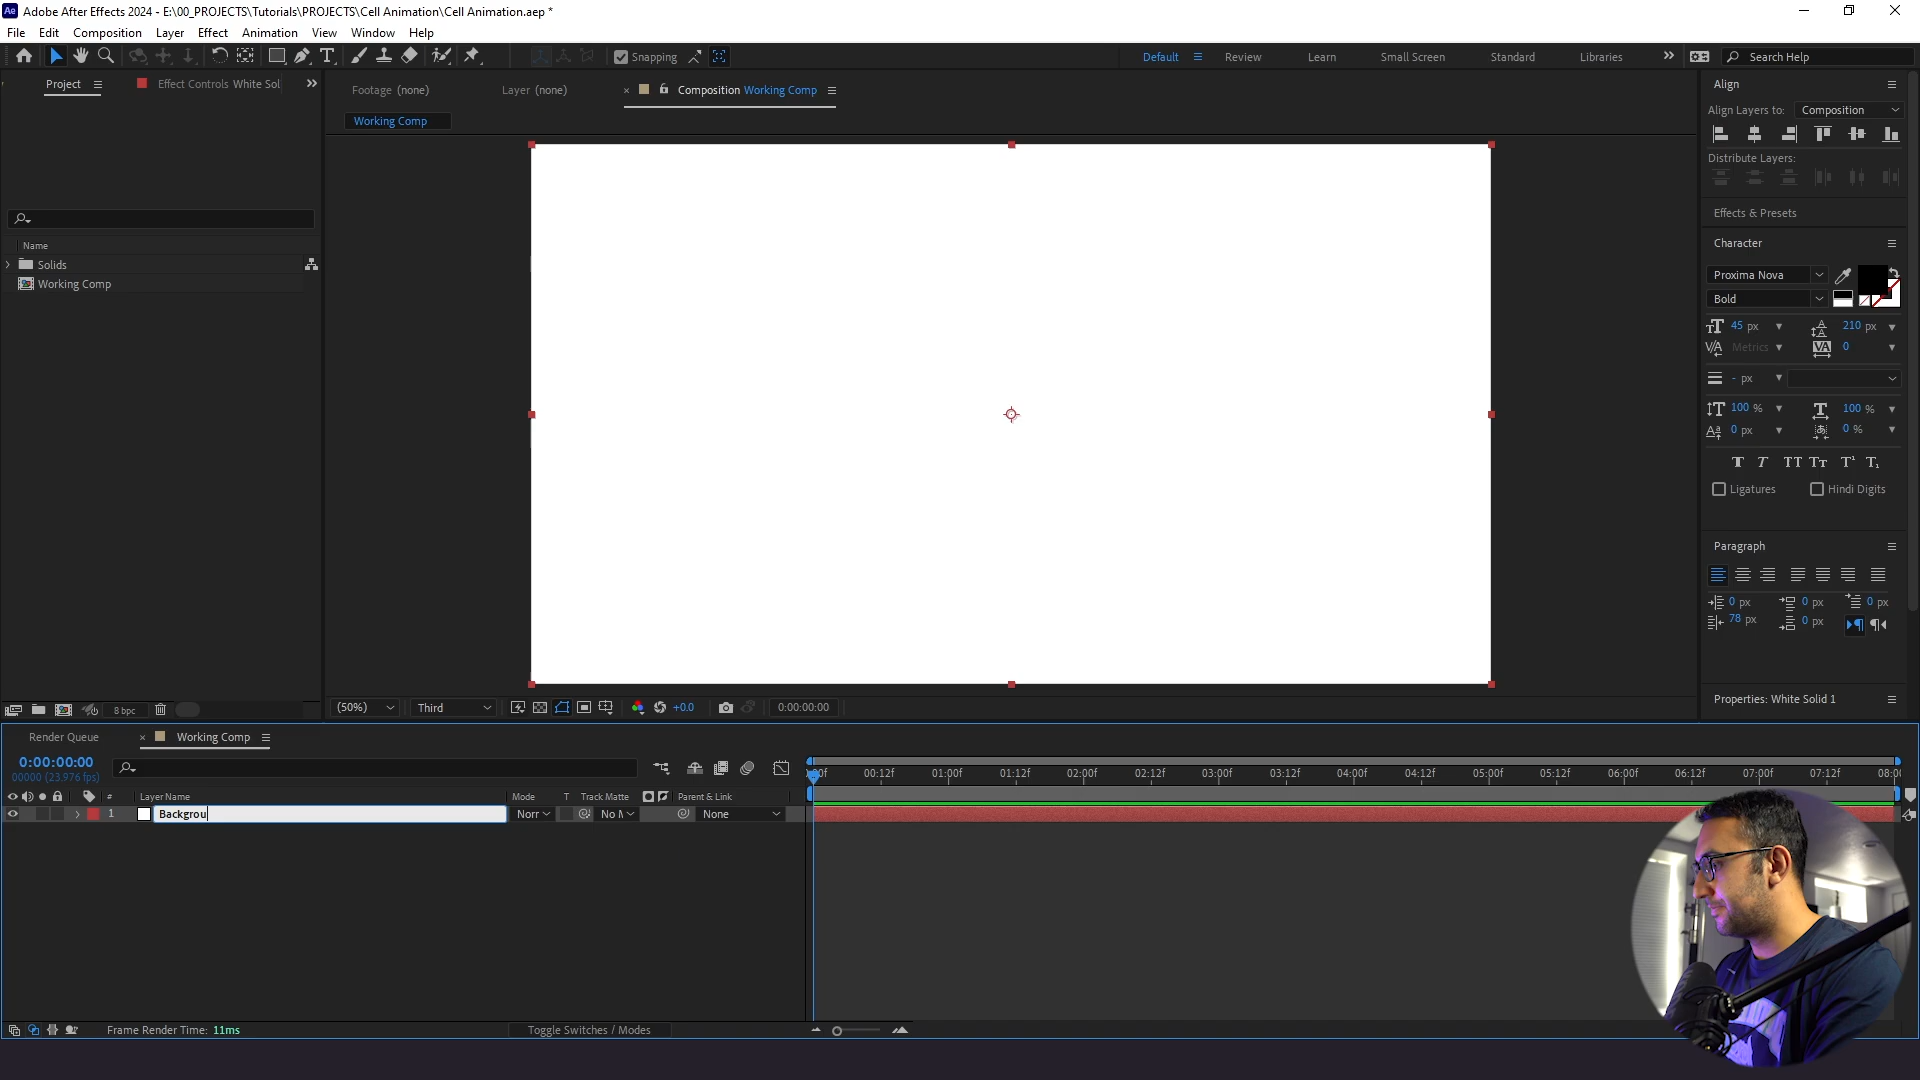 Adobe After Effects 2024 - E:\00_PROJECTS\Tutorials\PROJECTS\Cell Animation\Cell Animation.aep *
File Edit Composition Layer Effect Animation View Window Help
Snapping
Default Review Learn Small Screen Standard Libraries Search Help
Project Effect Controls White Sol
Footage (none) Layer (none) Composition Working Comp
Working Comp
Name
Solids
Working Comp
8 bpc
(50%) Third +0.0 0:00:00:00
Align
Align Layers to: Composition
Distribute Layers:
Effects & Presets
Character
Proxima Nova
Bold
45 px 210 px
Metrics 0
- px
100 % 100 %
0 px 0 %
Ligatures Hindi Digits
Paragraph
0 px 0 px 0 px
78 px 0 px
Properties: White Solid 1
Render Queue Working Comp
0:00:00:00
00000 (23.976 fps)
00f 00:12f 01:00f 01:12f 02:00f 02:12f 03:00f 03:12f 04:00f 04:12f 05:00f 05:12f 06:00f 06:12f 07:00f 07:12f 08:00
# Layer Name Mode T Track Matte Parent & Link
1 Backgrou Norr No M None
Frame Render Time: 11ms Toggle Switches / Modes